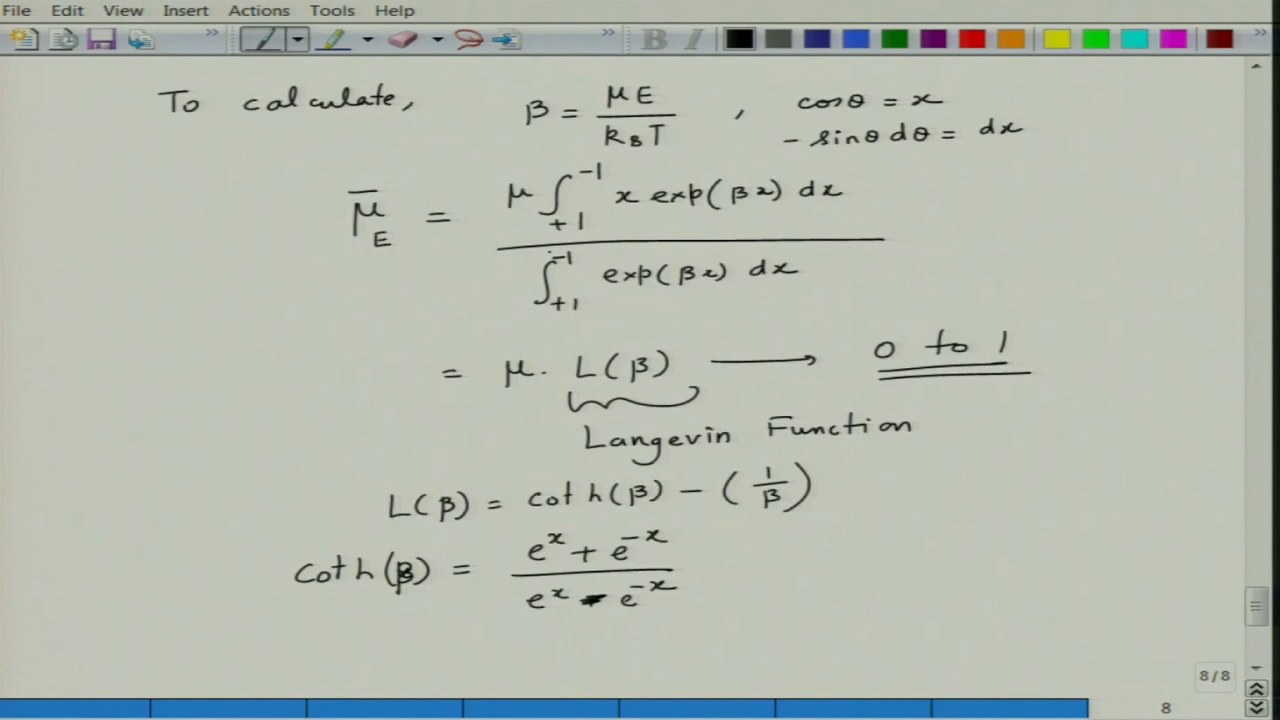 File Edit View Insert Actions Tools Help
B I
To calculate, β = μE / k_B T , cosθ = x
- sinθ dθ = dx
μ̄_E = μ ∫_{+1}^{-1} x exp(βx) dx / ∫_{+1}^{-1} exp(βx) dx
= μ. L(β) → 0 to 1
Langevin Function
L(β) = coth(β) - (1/β)
coth(β) = e^x + e^{-x} / e^x - e^{-x}
8/8
8